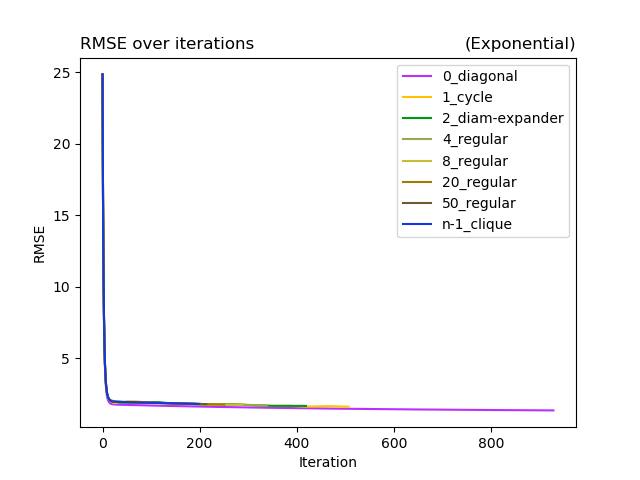 RMSE over iterations (Exponential)
25
20
15
10
5
RMSE
0 200 400 600 800
Iteration
0_diagonal
1_cycle
2_diam-expander
4_regular
8_regular
20_regular
50_regular
n-1_clique